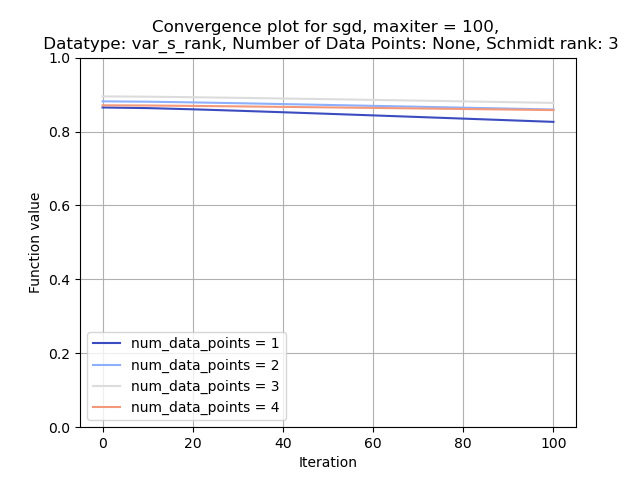 Convergence plot for sgd, maxiter = 100,
Datatype: var_s_rank, Number of Data Points: None, Schmidt rank: 3
1.0
0.8
0.6
0.4
0.2
0.0
Function value
num_data_points = 1
num_data_points = 2
num_data_points = 3
num_data_points = 4
0 20 40 60 80 100
Iteration